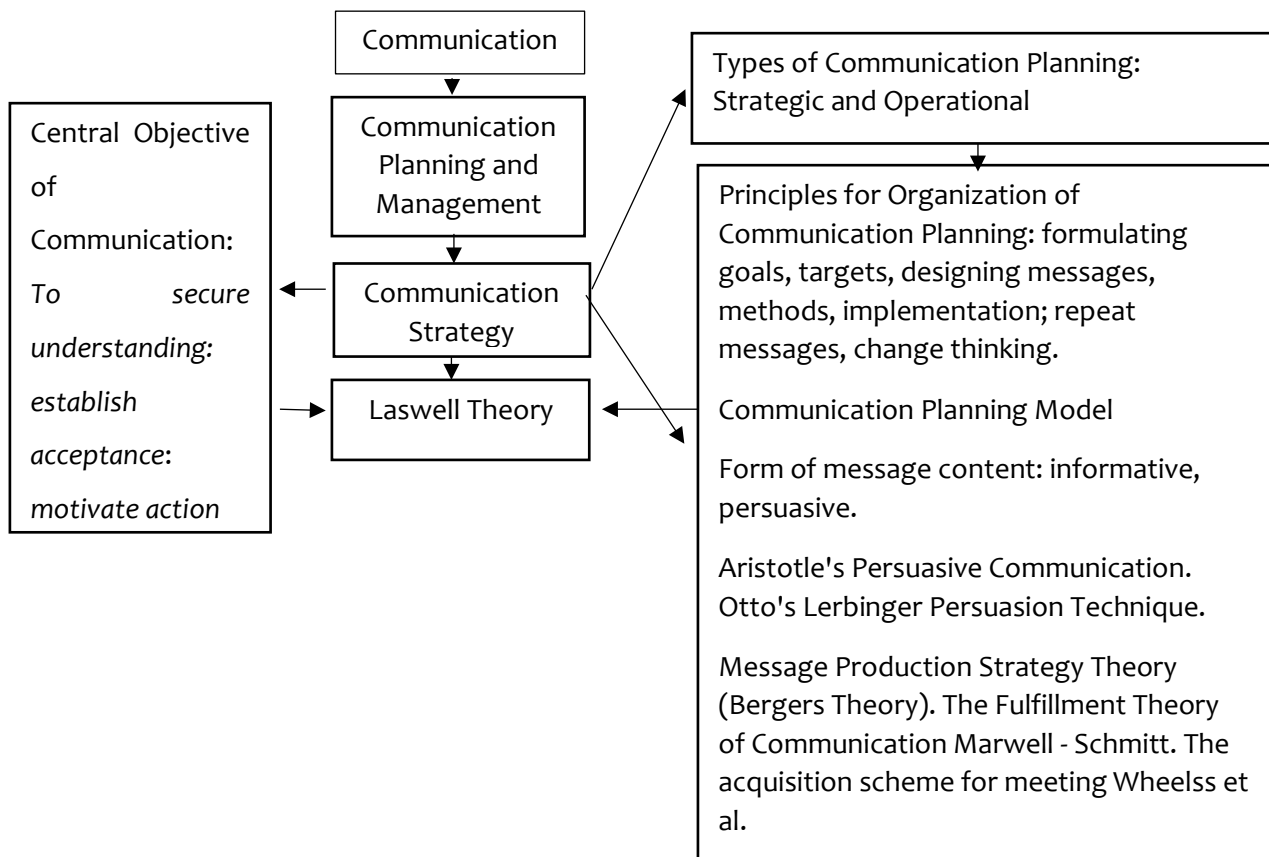 Communication
Communication
Planning and
Management
Communication
Strategy
Laswell Theory
Central Objective
of
Communication:
To secure
understanding:
establish
acceptance:
motivate action
Types of Communication Planning:
Strategic and Operational
Principles for Organization of
Communication Planning: formulating
goals, targets, designing messages,
methods, implementation; repeat
messages, change thinking.
Communication Planning Model
Form of message content: informative,
persuasive.
Aristotle's Persuasive Communication.
Otto's Lerbinger Persuasion Technique.
Message Production Strategy Theory
(Bergers Theory). The Fulfillment Theory
of Communication Marwell - Schmitt. The
acquisition scheme for meeting Wheelss et
al.